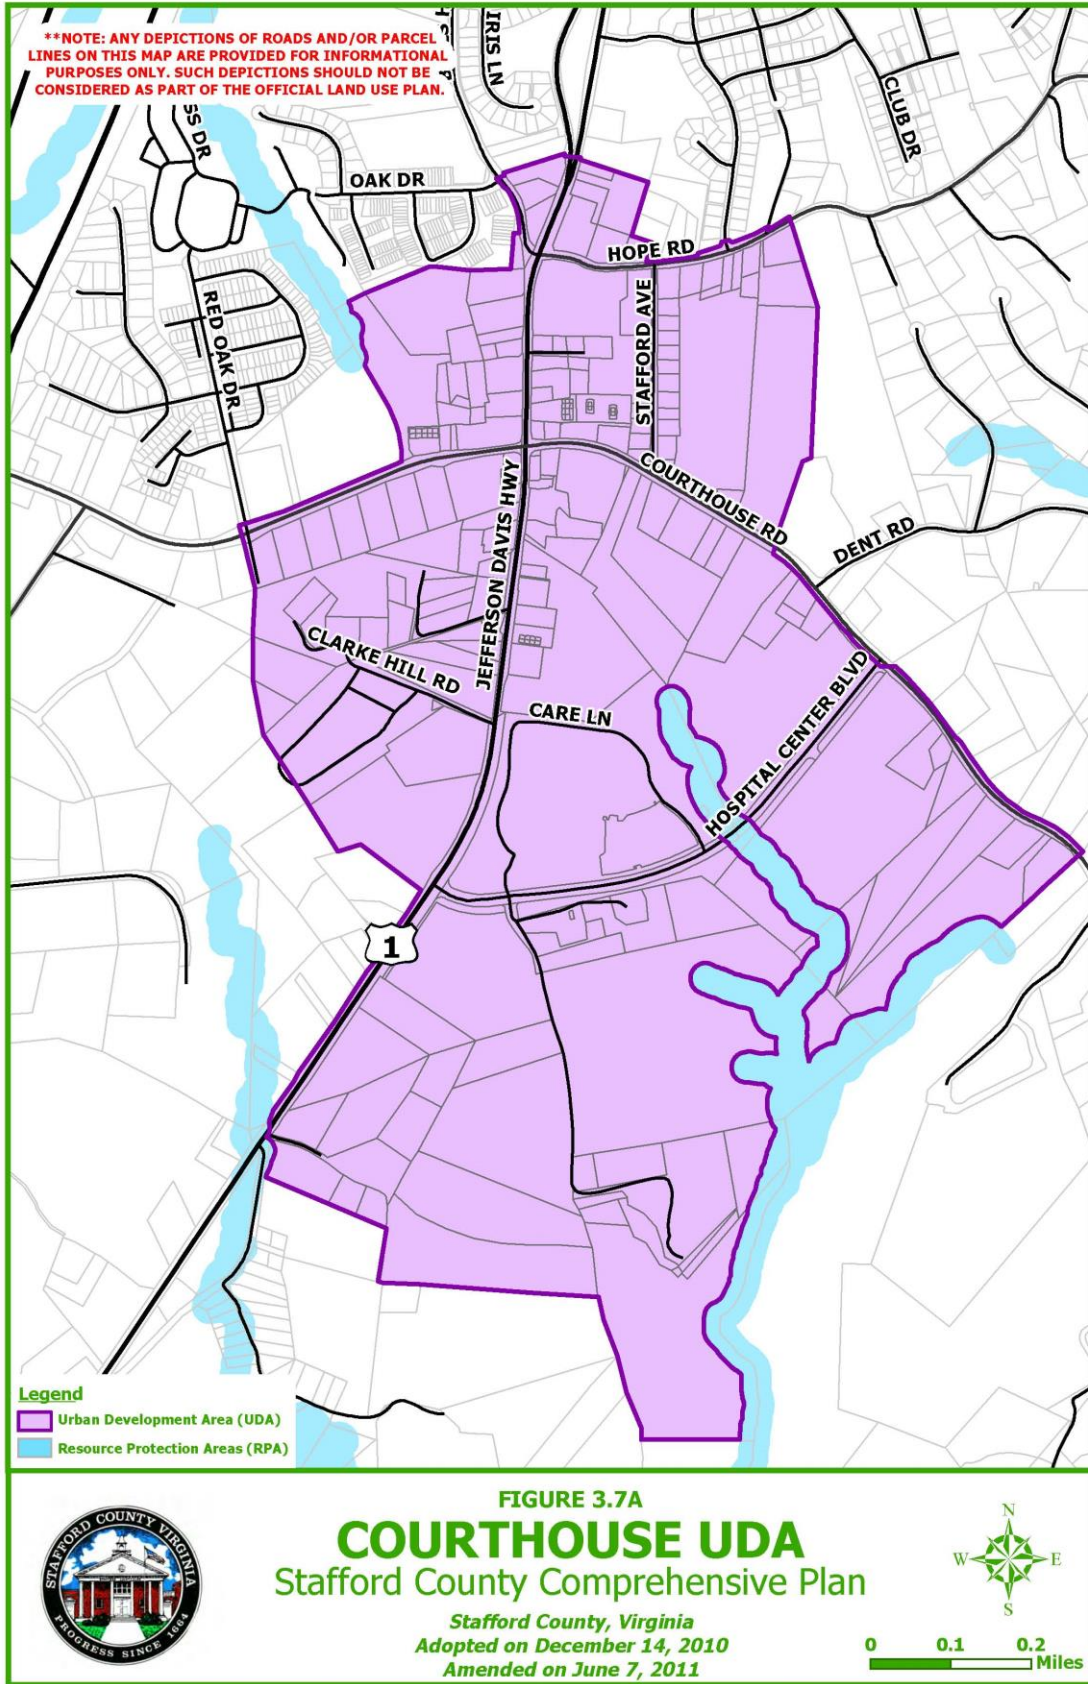 **NOTE: ANY DEPICTIONS OF ROADS AND/OR PARCEL
LINES ON THIS MAP ARE PROVIDED FOR INFORMATIONAL
PURPOSES ONLY. SUCH DEPICTIONS SHOULD NOT BE
CONSIDERED AS PART OF THE OFFICIAL LAND USE PLAN.
IRIS LN
CLUB DR
SS DR
OAK DR
HOPE RD
STAFFORD AVE
RED OAK DR
COURTHOUSE RD
JEFFERSON DAVIS HWY
DENT RD
CLARKE HILL RD
CARE LN
HOSPITAL CENTER BLVD
1
Legend
Urban Development Area (UDA)
Resource Protection Areas (RPA)
FIGURE 3.7A
COURTHOUSE UDA
Stafford County Comprehensive Plan
Stafford County, Virginia
Adopted on December 14, 2010
Amended on June 7, 2011
STAFFORD COUNTY VIRGINIA
PROGRESS SINCE 1664
N
W E
S
0 0.1 0.2
Miles